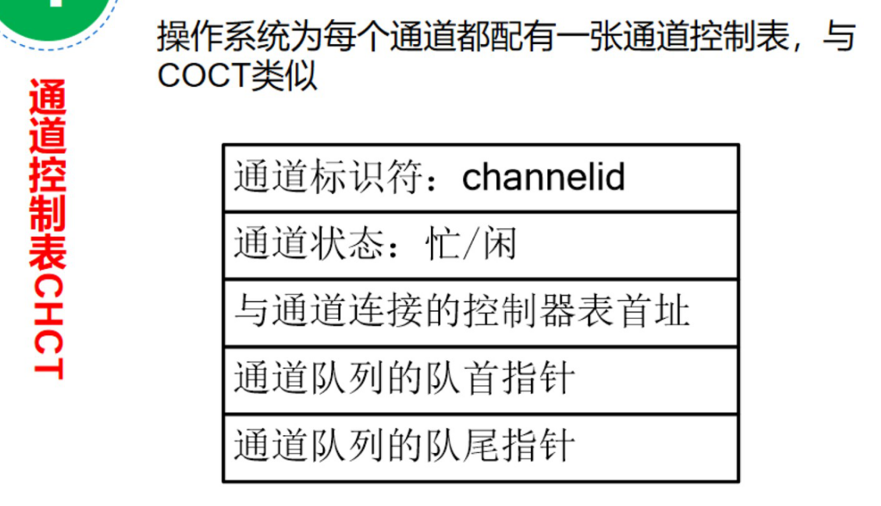 操作系统为每个通道都配有一张通道控制表，与
COCT类似
通道控制表CHCT
通道标识符：channelid
通道状态：忙/闲
与通道连接的控制器表首址
通道队列的队首指针
通道队列的队尾指针